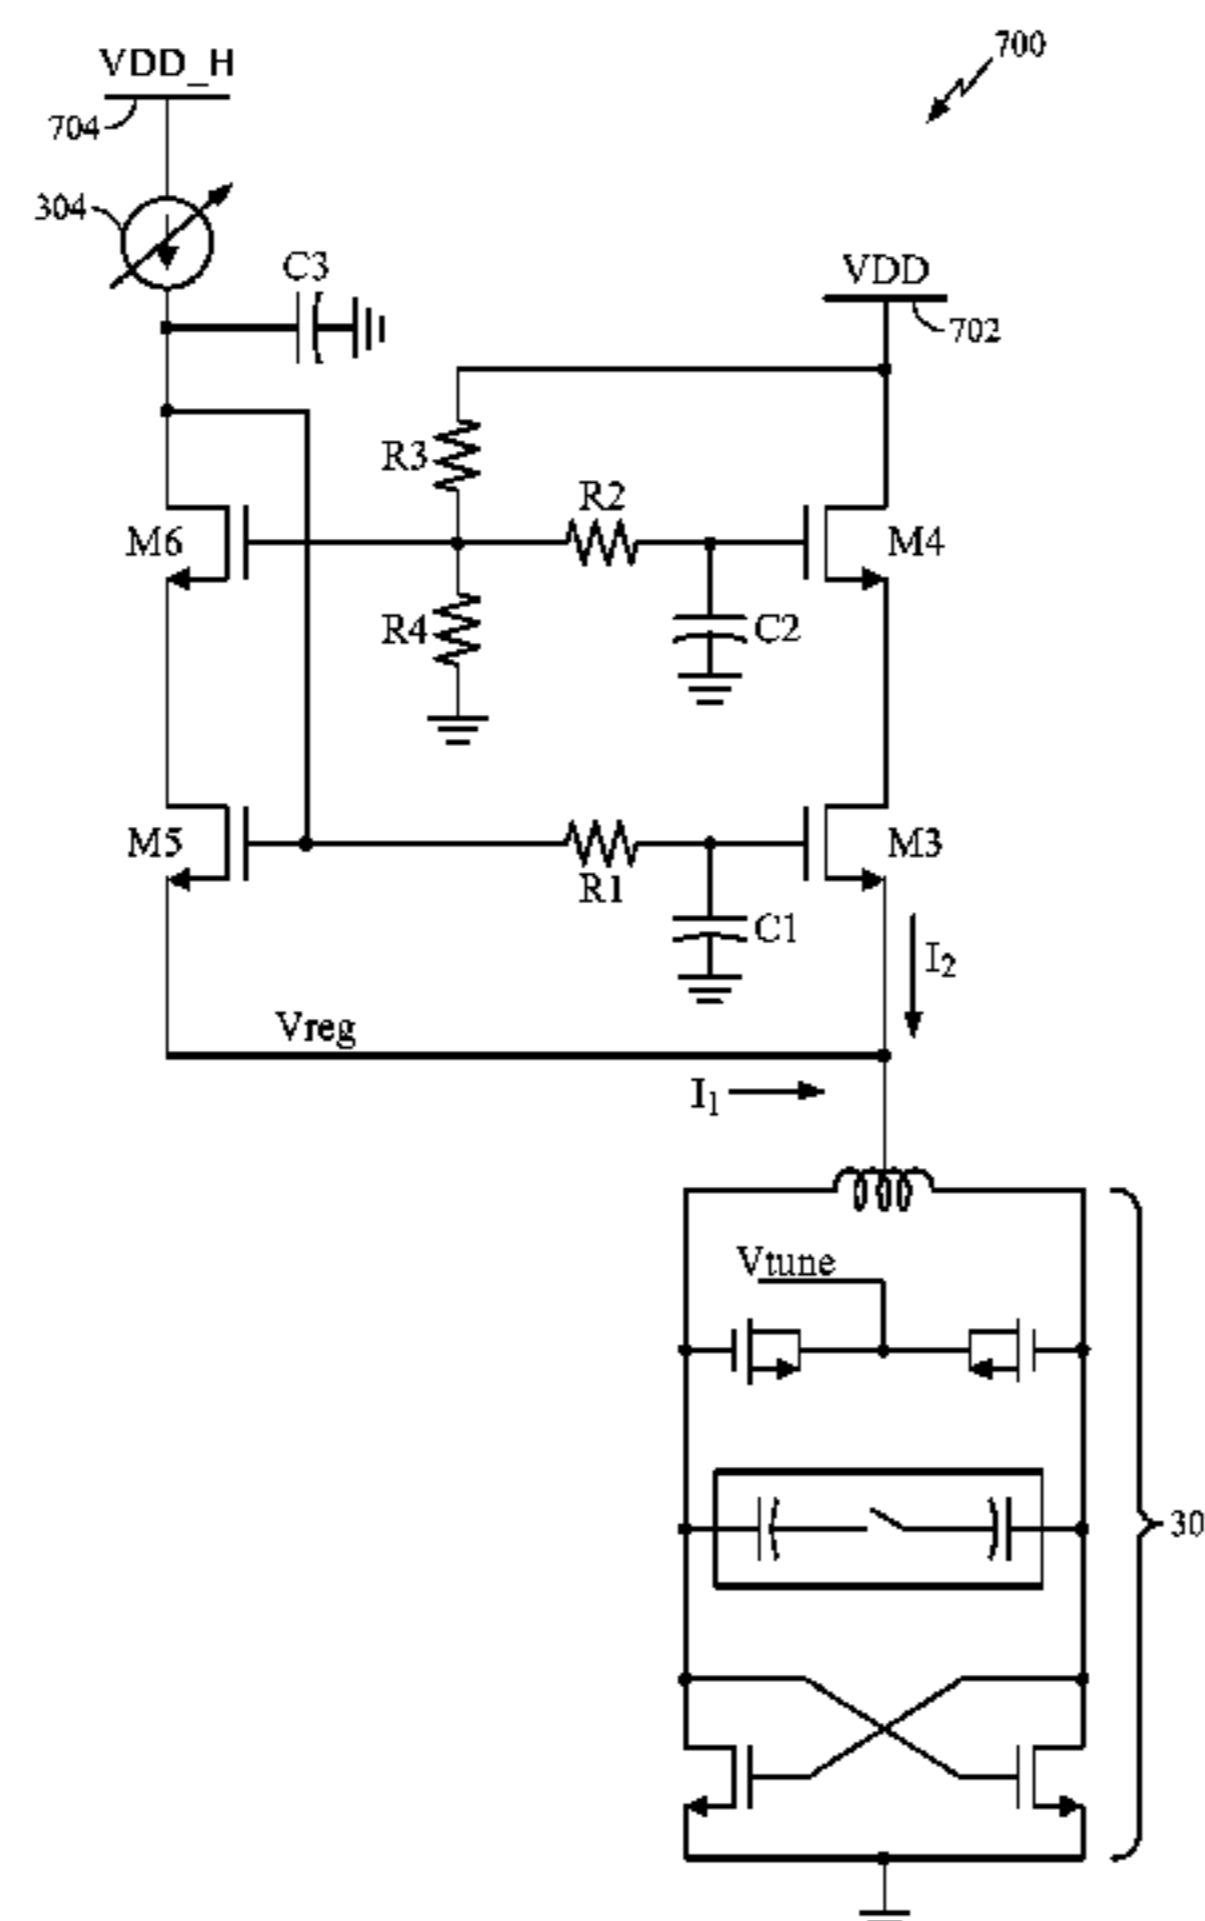 700
VDD_H
704
304
C3
VDD
702
R3
R2
M6
M4
R4
C2
M5
M3
R1
C1
I2
Vreg
I1
Vtune
30